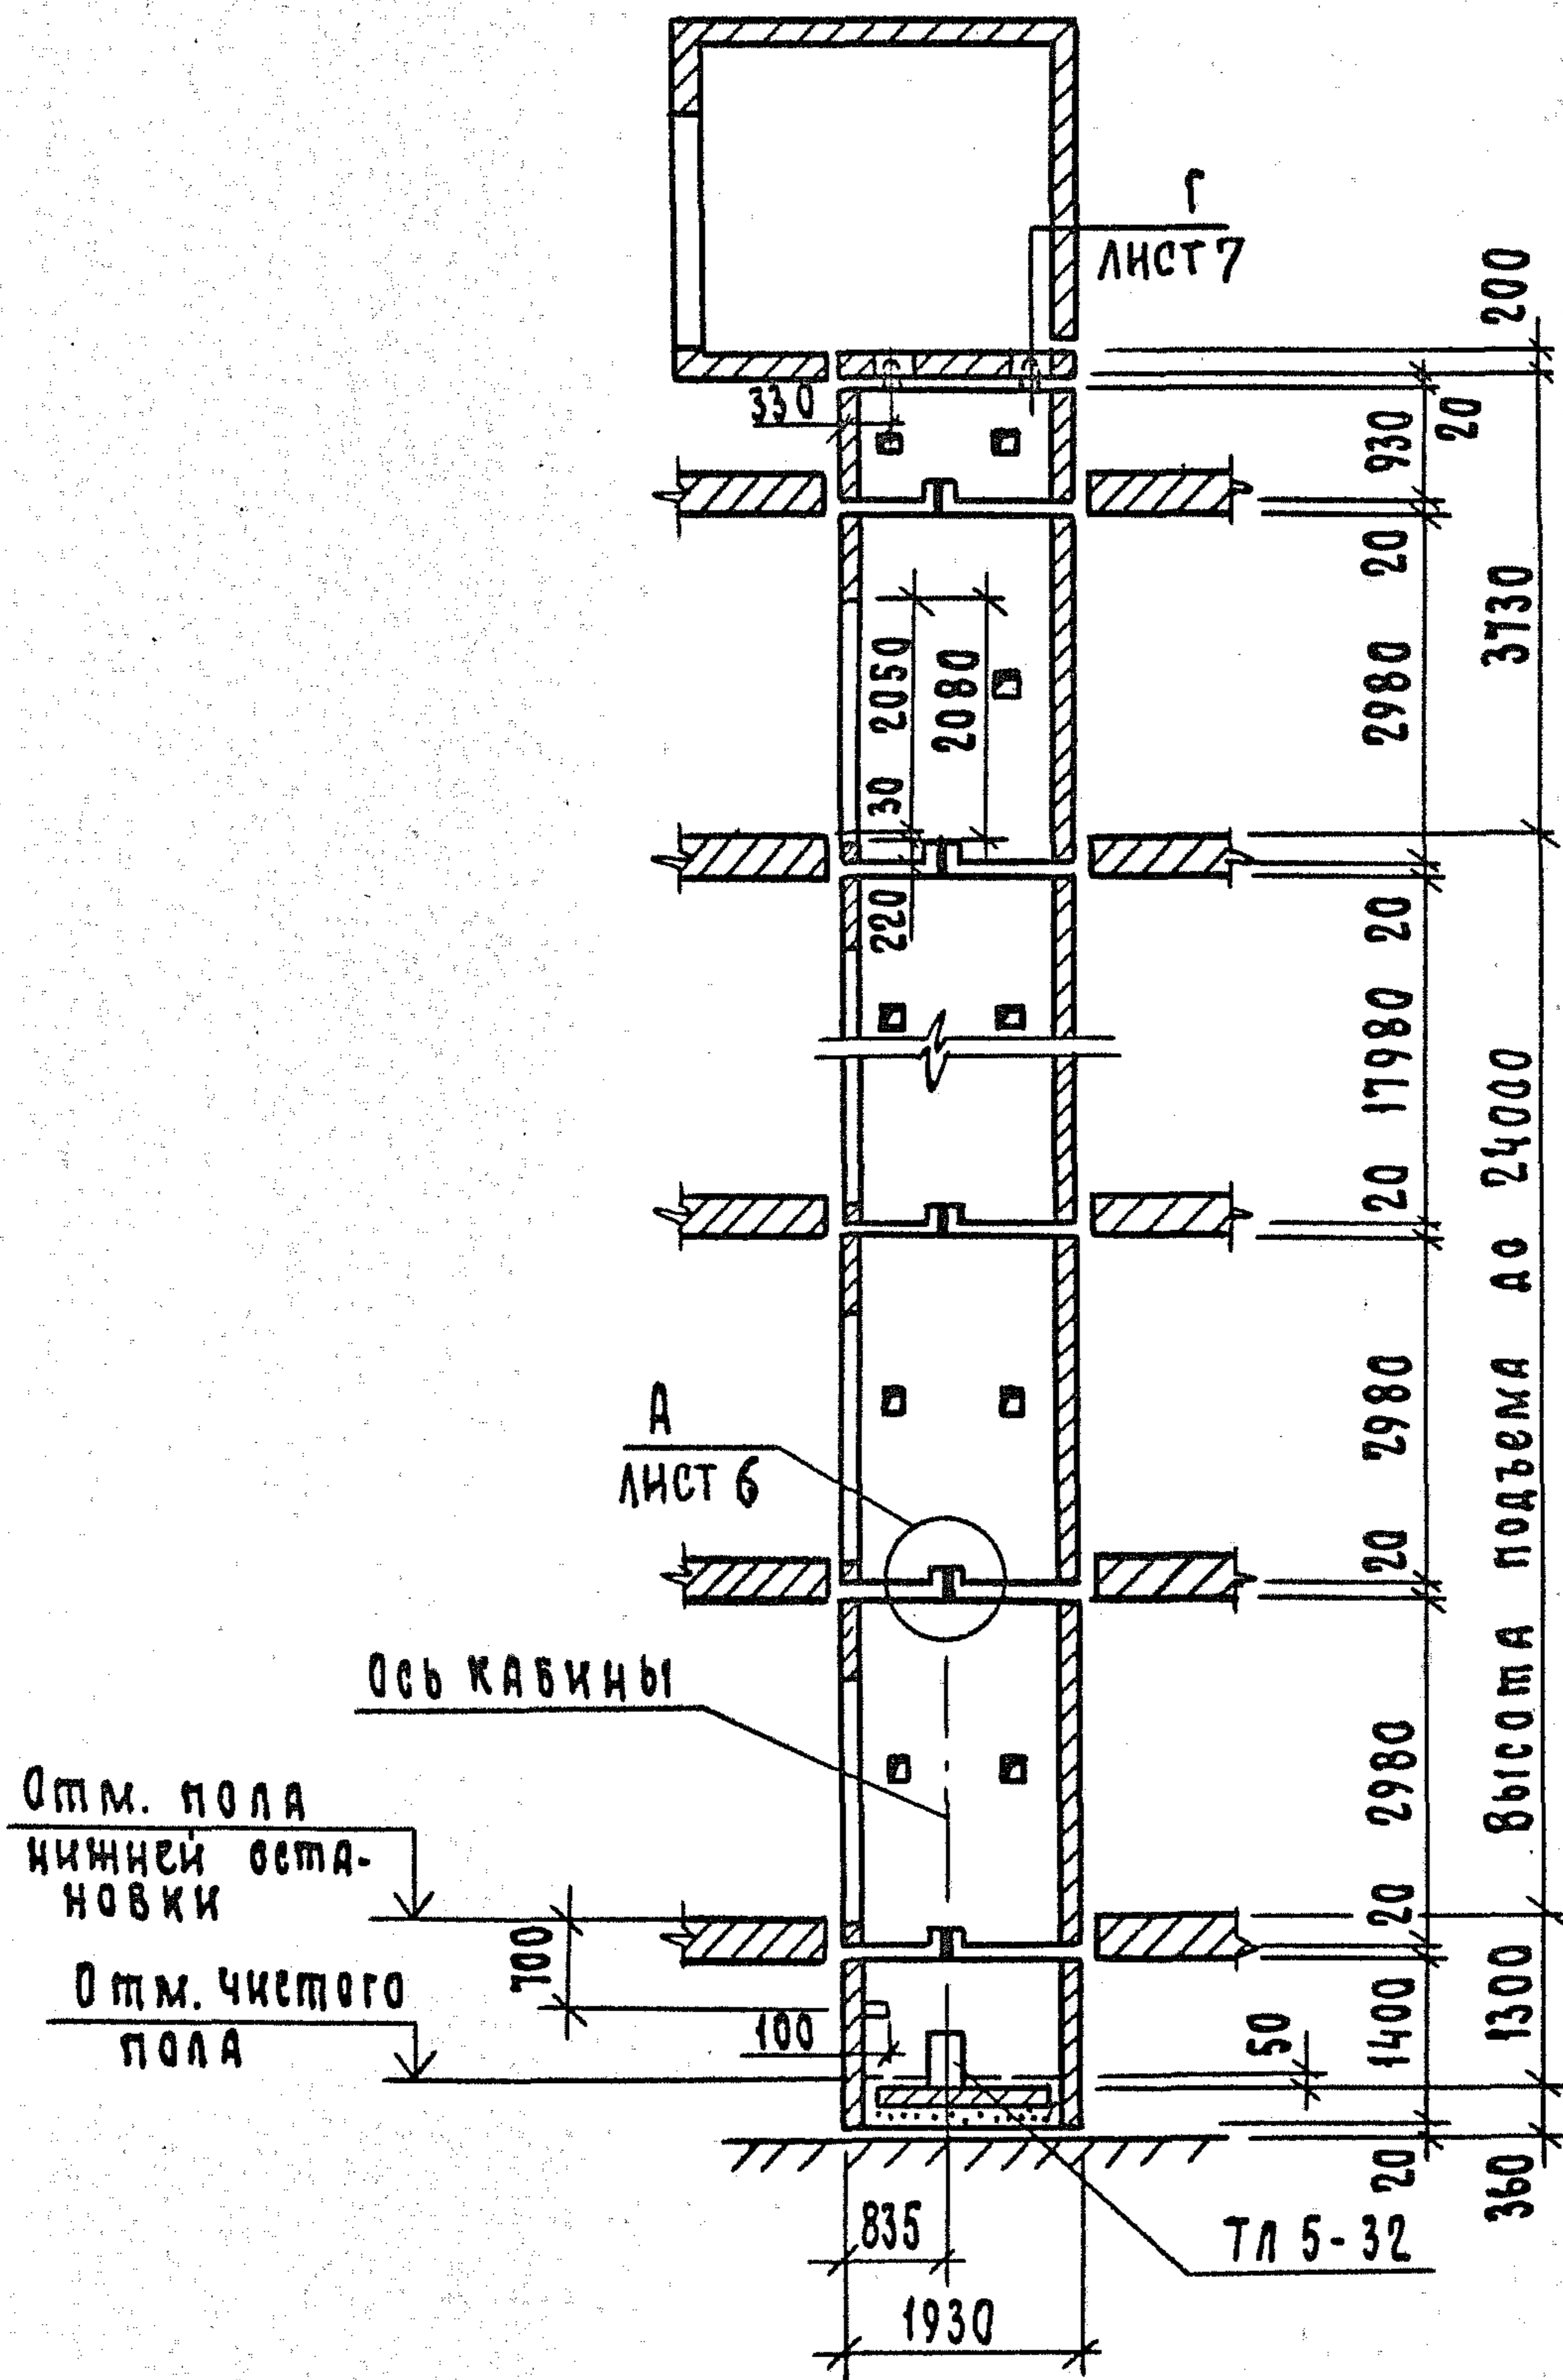 Г
ЛИСТ 7
200
330
930
20
20
3730
2050
2080
2980
30
220
20
17980
20
2980
А
ЛИСТ 6
20
Высота подъема до 24000
Ось кабины
2980
Отм. пола
нижней оста-
новки
20
700
Отм. чистого
пола
100
50
1400
1300
20
360
835
ТЛ 5-32
1930